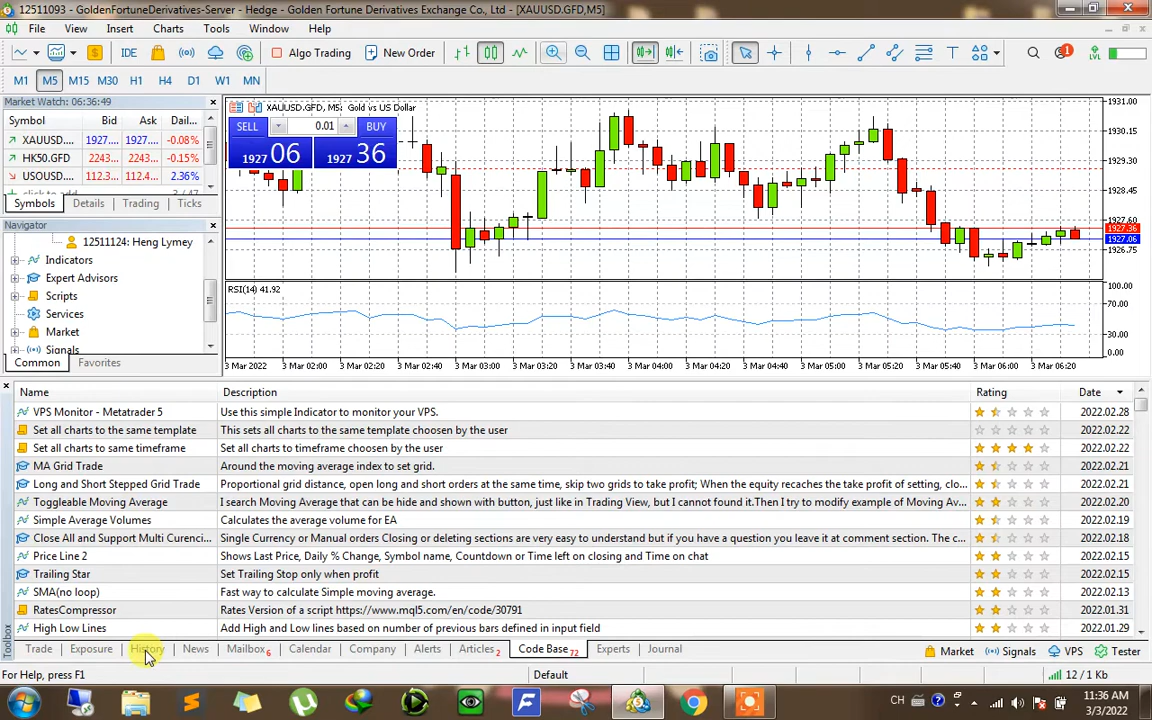 12511093 - GoldenFortuneDerivatives-Server - Hedge - Golden Fortune Derivatives Exchange Co., Ltd - [XAUUSD.GFD,M5]
File View Insert Charts Tools Window Help
IDE Algo Trading New Order 1 LVL
M1 M5 M15 M30 H1 H4 D1 W1 MN
Market Watch: 06:36:49
Symbol Bid Ask Dail...
XAUUSD.... 1927.... 1927.... -0.08%
HK50.GFD 2243... 2243... -0.15%
USOUSD.... 112.3... 112.4... 2.36%
Symbols Details Trading Ticks
Navigator
12511124: Heng Lymey
Indicators
Expert Advisors
Scripts
Services
Market
Signals
Common Favorites
XAUUSD.GFD, M5: Gold vs US Dollar
SELL 0.01 BUY
1927 06 1927 36
1931.00
1930.15
1929.30
1928.45
1927.60
1927.36
1927.06
1926.75
RSI(14) 41.92
100.00
70.00
30.00
0.00
3 Mar 2022 3 Mar 02:00 3 Mar 02:20 3 Mar 02:40 3 Mar 03:00 3 Mar 03:20 3 Mar 03:40 3 Mar 04:00 3 Mar 04:20 3 Mar 04:40 3 Mar 05:00 3 Mar 05:20 3 Mar 05:40 3 Mar 06:00 3 Mar 06:20
Name Description Rating Date
VPS Monitor - Metatrader 5 Use this simple Indicator to monitor your VPS. 2022.02.28
Set all charts to the same template This sets all charts to the same template choosen by the user 2022.02.22
Set all charts to same timeframe Set all charts to timeframe choosen by the user 2022.02.22
MA Grid Trade Around the moving average index to set grid. 2022.02.21
Long and Short Stepped Grid Trade Proportional grid distance, open long and short orders at the same time, skip two grids to take profit; When the equity reaches the take profit of setting, clo... 2022.02.21
Toggleable Moving Average I search Moving Average that can be hide and shown with button, just like in Trading View, but I cannot found it.Then I try to modify example of Moving Av... 2022.02.20
Simple Average Volumes Calculates the average volume for EA 2022.02.19
Close All and Support Multi Curenci... Single Currency or Manual orders Closing or deleting sections are very easy to understand but if you have a question you leave it at comment section. The c... 2022.02.18
Price Line 2 Shows Last Price, Daily % Change, Symbol name, Countdown or Time left on closing and Time on chat 2022.02.15
Trailing Star Set Trailing Stop only when profit 2022.02.15
SMA(no loop) Fast way to calculate Simple moving average. 2022.02.15
RatesCompressor Rates Version of a script https://www.mql5.com/en/code/30791 2022.01.31
High Low Lines Add High and Low lines based on number of previous bars defined in input field 2022.01.29
Toolbox
Trade Exposure History News Mailbox 6 Calendar Company Alerts Articles 2 Code Base 72 Experts Journal Market Signals VPS Tester
For Help, press F1 Default 12 / 1 Kb
CH 11:36 AM
3/3/2022